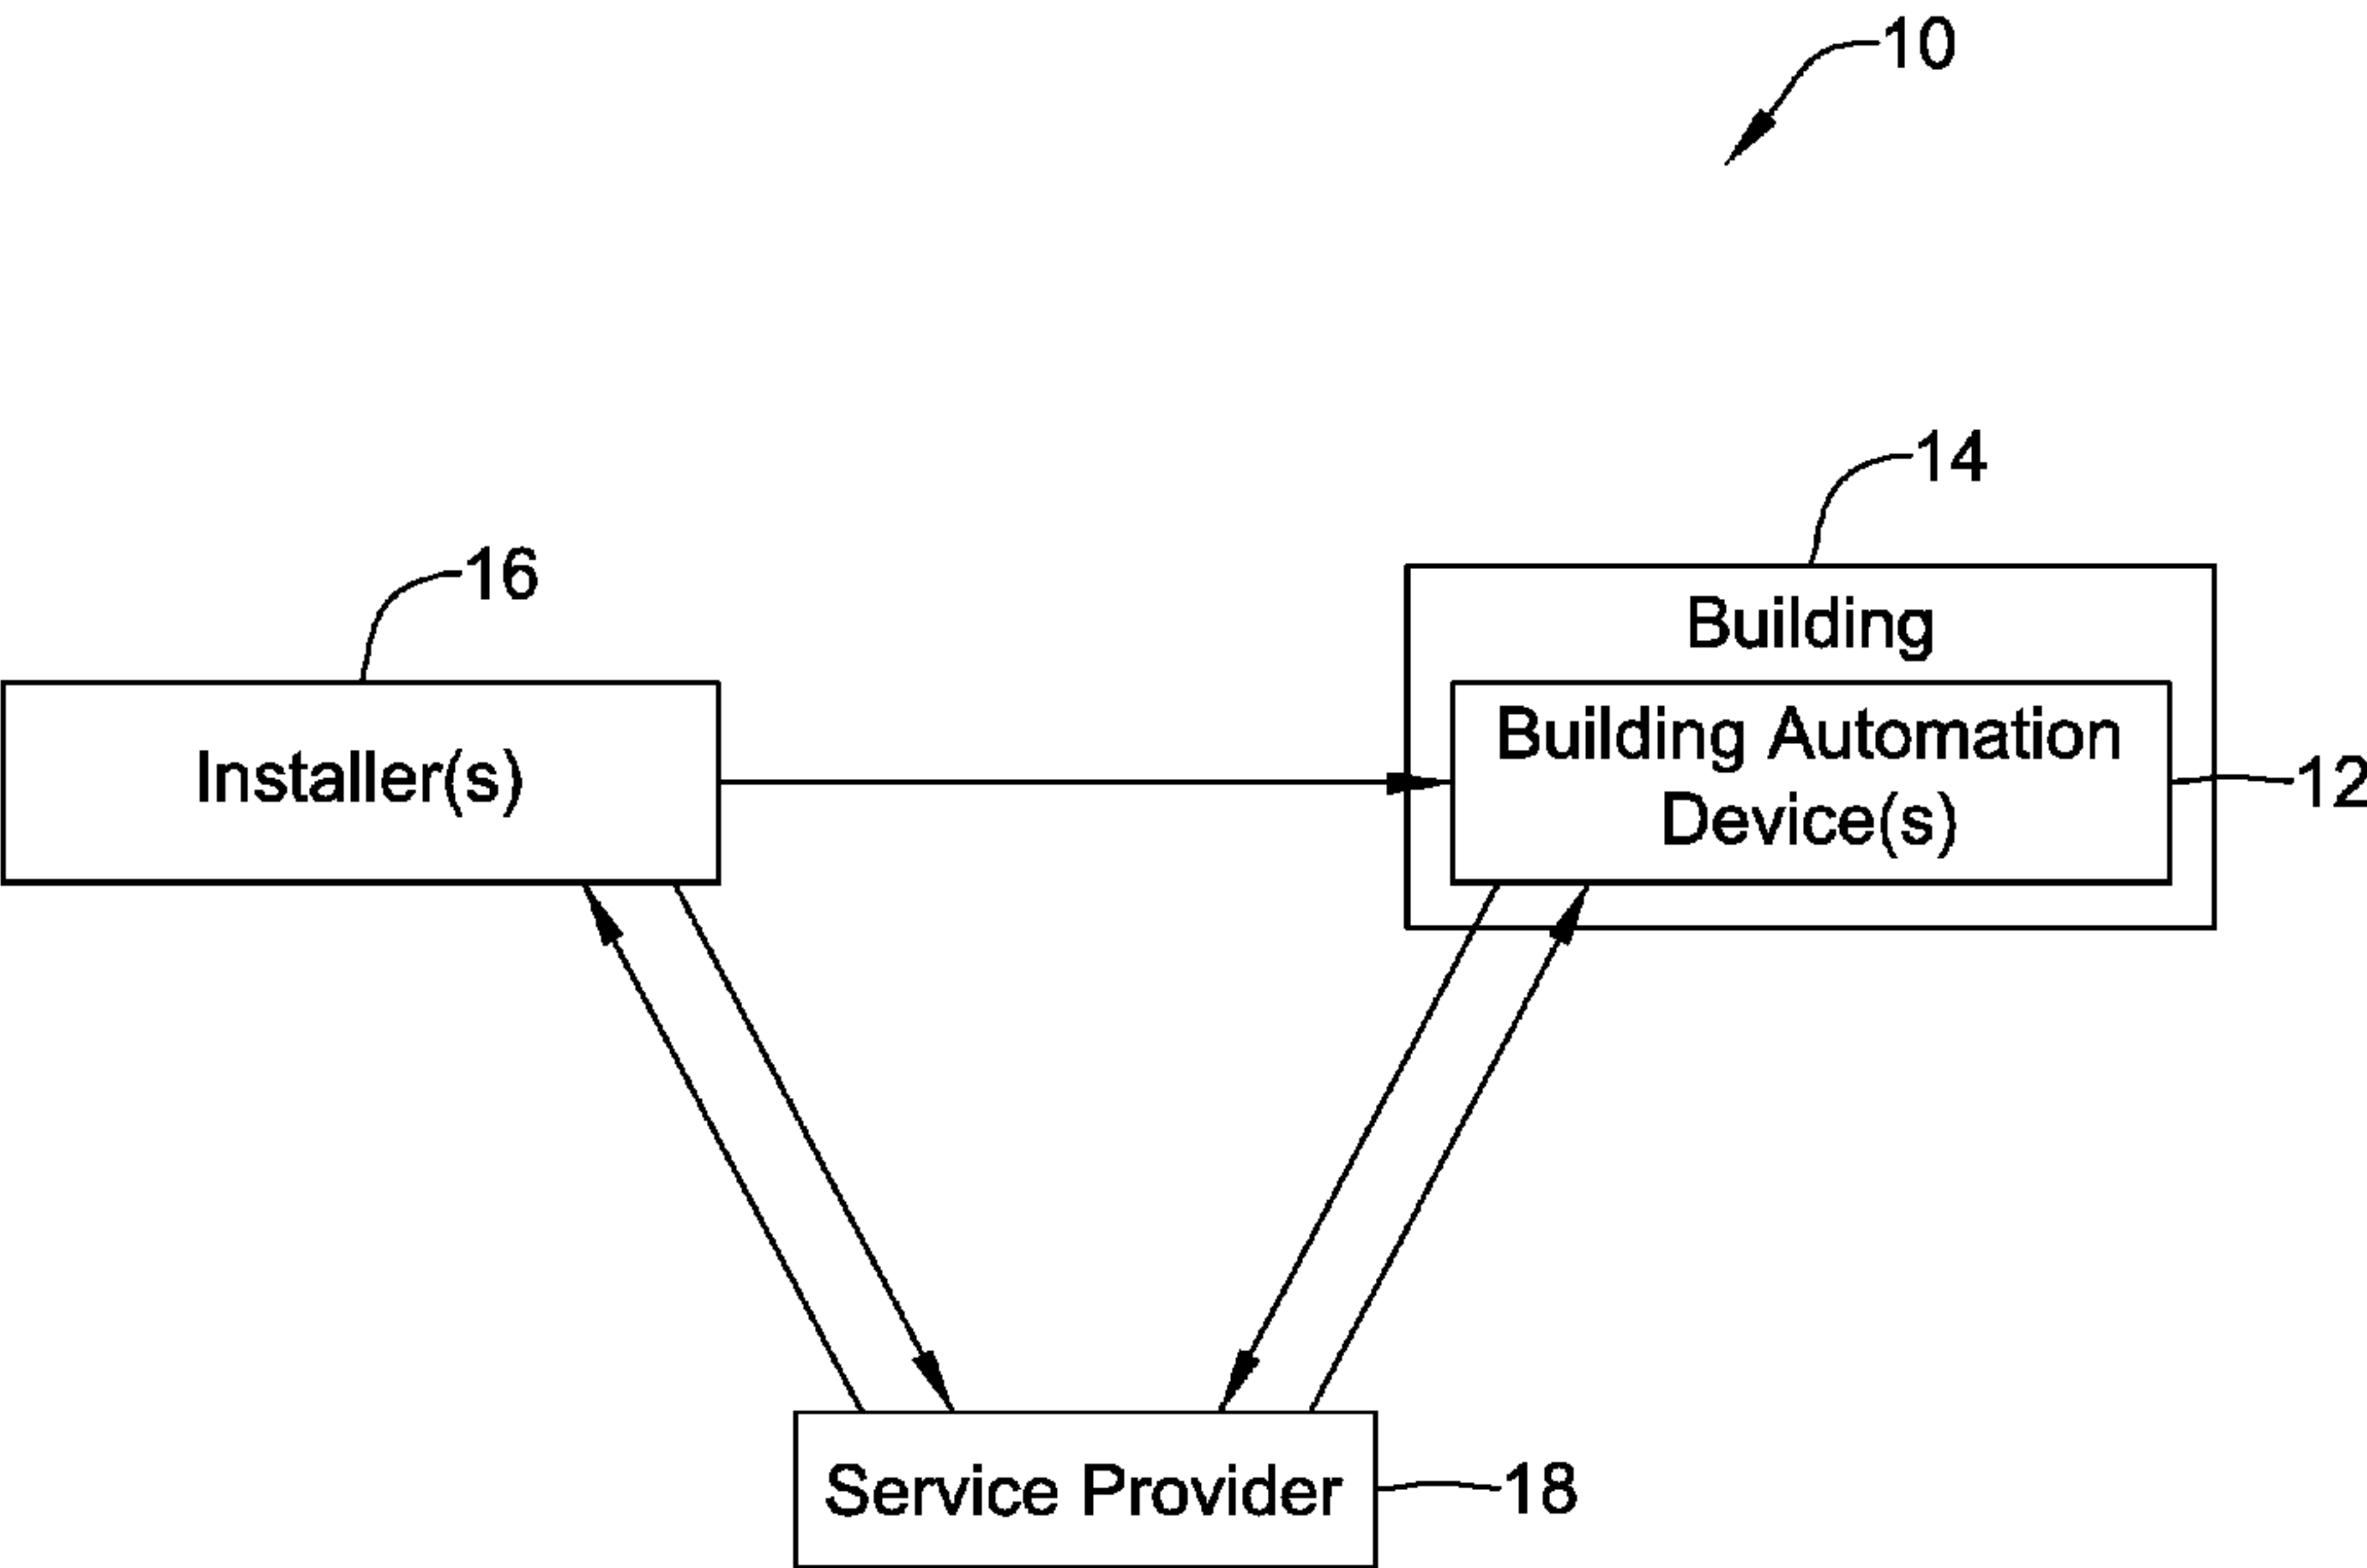 10
14
16
Building
Installer(s)
Building Automation
Device(s)
12
Service Provider
18